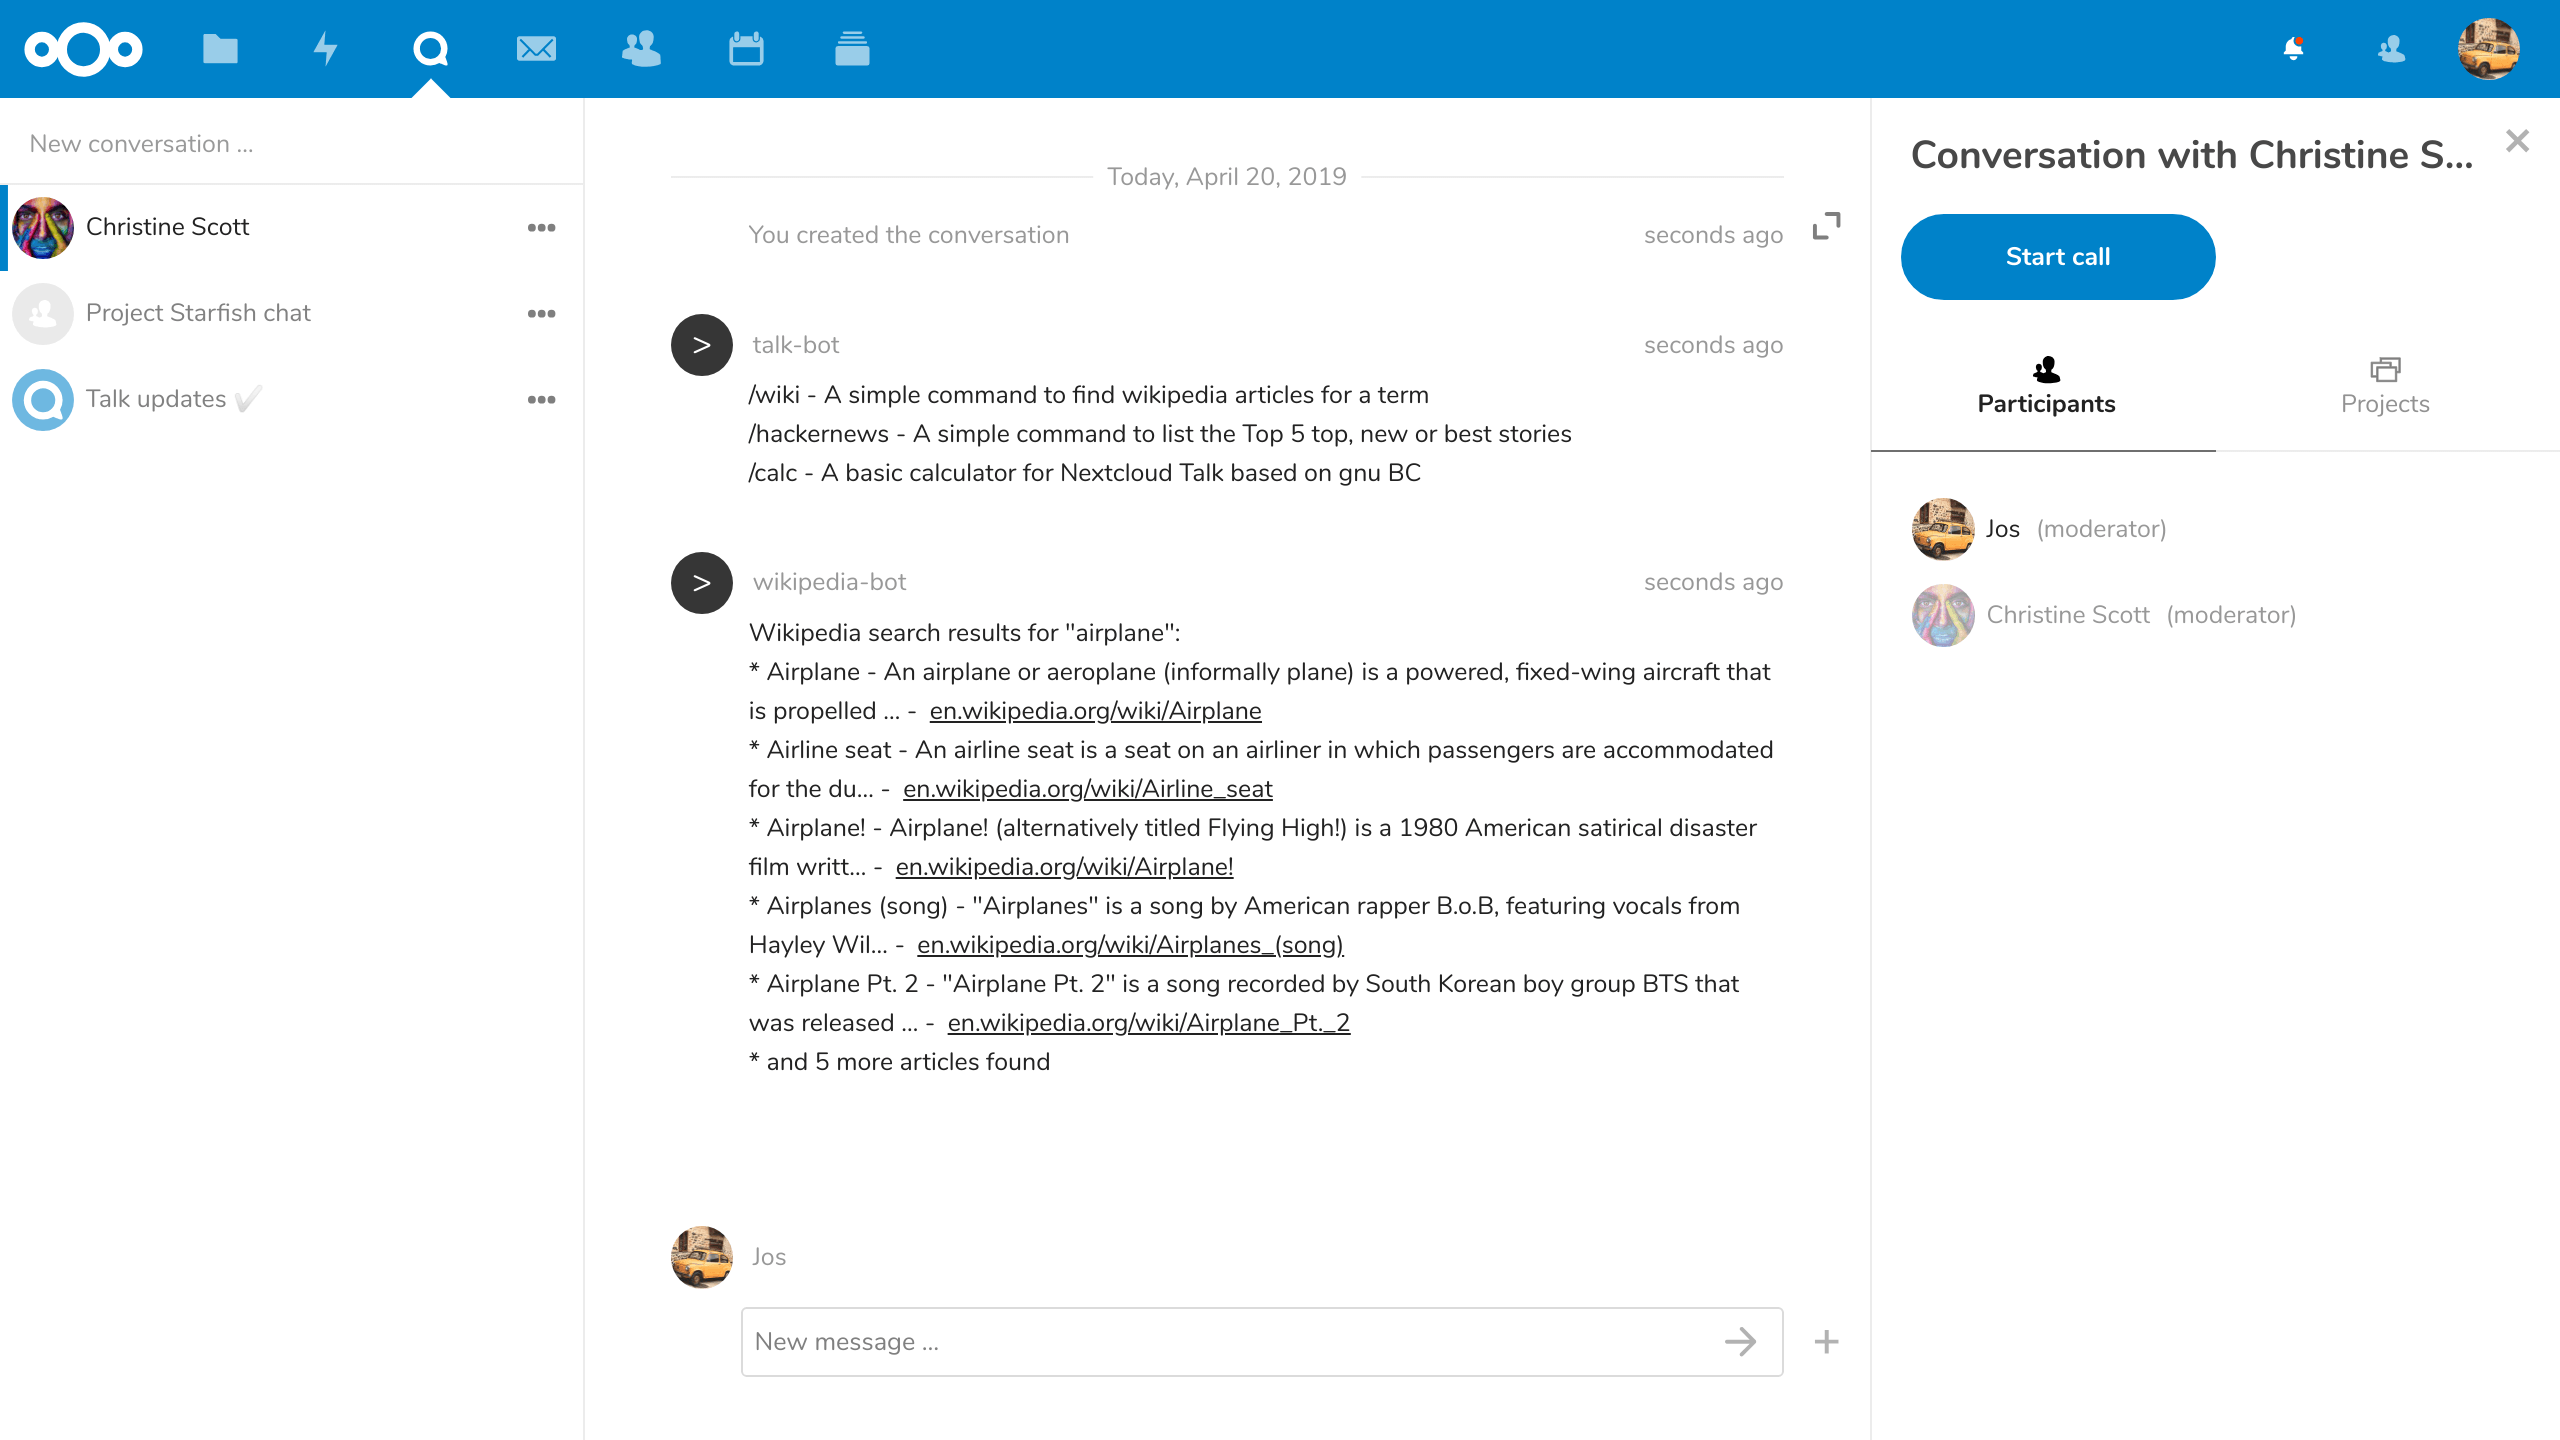 New conversation ...
Christine Scott
Project Starfish chat
Talk updates ✔
Today, April 20, 2019
You created the conversation seconds ago
> talk-bot seconds ago
/wiki - A simple command to find wikipedia articles for a term
/hackernews - A simple command to list the Top 5 top, new or best stories
/calc - A basic calculator for Nextcloud Talk based on gnu BC
> wikipedia-bot seconds ago
Wikipedia search results for "airplane":
* Airplane - An airplane or aeroplane (informally plane) is a powered, fixed-wing aircraft that
is propelled ... - en.wikipedia.org/wiki/Airplane
* Airline seat - An airline seat is a seat on an airliner in which passengers are accommodated
for the du... - en.wikipedia.org/wiki/Airline_seat
* Airplane! - Airplane! (alternatively titled Flying High!) is a 1980 American satirical disaster
film writt... - en.wikipedia.org/wiki/Airplane!
* Airplanes (song) - "Airplanes" is a song by American rapper B.o.B, featuring vocals from
Hayley Wil... - en.wikipedia.org/wiki/Airplanes_(song)
* Airplane Pt. 2 - "Airplane Pt. 2" is a song recorded by South Korean boy group BTS that
was released ... - en.wikipedia.org/wiki/Airplane_Pt._2
* and 5 more articles found
Jos
New message ...
Conversation with Christine S...
Start call
Participants
Projects
Jos (moderator)
Christine Scott (moderator)